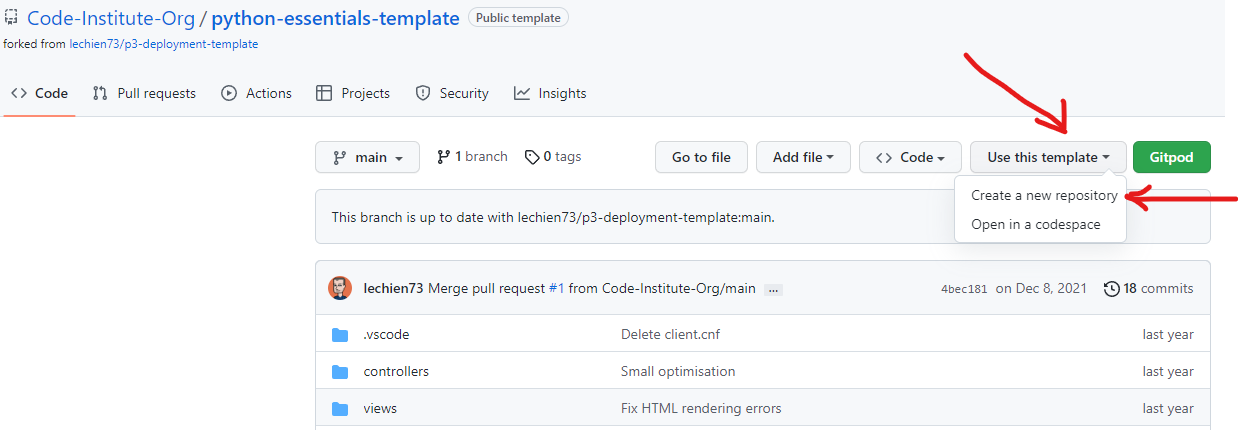 Code-Institute-Org / python-essentials-template Public template
forked from lechien73/p3-deployment-template
Code Pull requests Actions Projects Security Insights
main 1 branch 0 tags Go to file Add file Code Use this template Gitpod
Create a new repository
This branch is up to date with lechien73/p3-deployment-template:main.
Open in a codespace
lechien73 Merge pull request #1 from Code-Institute-Org/main ... 4bec181 on Dec 8, 2021 18 commits
.vscode Delete client.cnf last year
controllers Small optimisation last year
views Fix HTML rendering errors last year